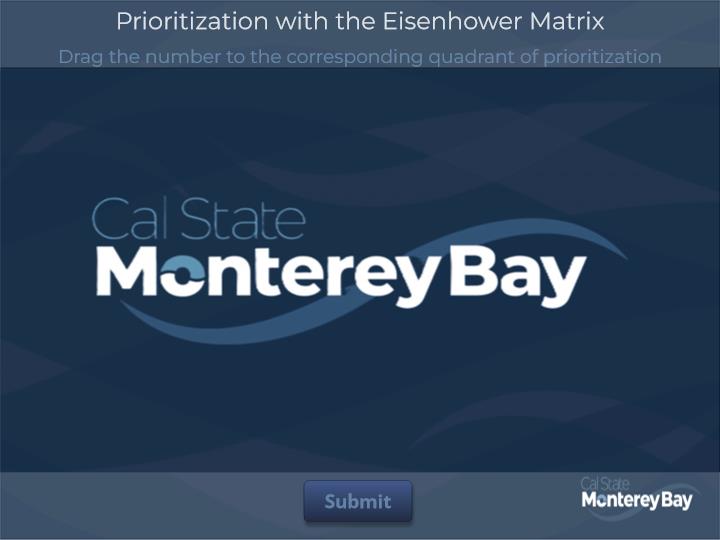 Prioritization with the Eisenhower Matrix
Drag the number to the corresponding quadrant of prioritization
Cal State
Monterey Bay
Submit
Cal State
Monterey Bay